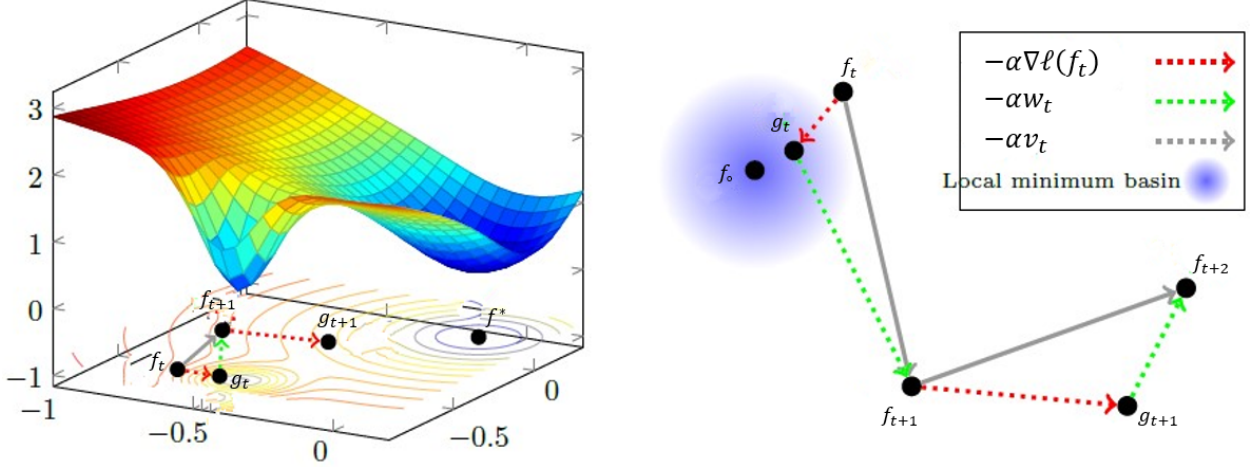 3
2
1
0
−1
−1
−0.5
0
−0.5
0
f_{t+1}
g_{t+1}
f^*
f_t
g_t
f_t
g_t
f_∘
f_{t+1}
g_{t+1}
f_{t+2}
−α∇ℓ(f_t)
−αw_t
−αv_t
Local minimum basin